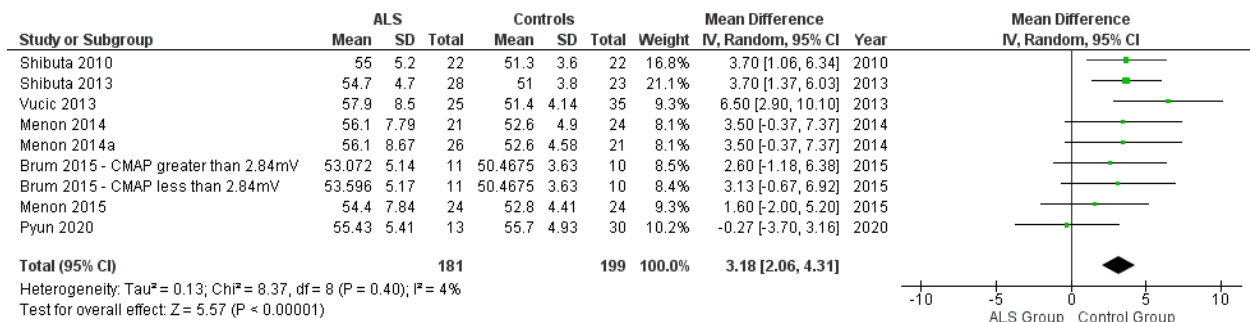 ALS Controls Mean Difference Mean Difference
Study or Subgroup Mean SD Total Mean SD Total Weight IV, Random, 95% CI Year IV, Random, 95% CI
Shibuta 2010 55 5.2 22 51.3 3.6 22 16.8% 3.70 [1.06, 6.34] 2010
Shibuta 2013 54.7 4.7 28 51 3.8 23 21.1% 3.70 [1.37, 6.03] 2013
Vucic 2013 57.9 8.5 25 51.4 4.14 35 9.3% 6.50 [2.90, 10.10] 2013
Menon 2014 56.1 7.79 21 52.6 4.9 24 8.1% 3.50 [-0.37, 7.37] 2014
Menon 2014a 56.1 8.67 26 52.6 4.58 21 8.1% 3.50 [-0.37, 7.37] 2014
Brum 2015 - CMAP greater than 2.84mV 53.072 5.14 11 50.4675 3.63 10 8.5% 2.60 [-1.18, 6.38] 2015
Brum 2015 - CMAP less than 2.84mV 53.596 5.17 11 50.4675 3.63 10 8.4% 3.13 [-0.67, 6.92] 2015
Menon 2015 54.4 7.84 24 52.8 4.41 24 9.3% 1.60 [-2.00, 5.20] 2015
Pyun 2020 55.43 5.41 13 55.7 4.93 30 10.2% -0.27 [-3.70, 3.16] 2020
Total (95% CI) 181 199 100.0% 3.18 [2.06, 4.31]
Heterogeneity: Tau² = 0.13; Chi² = 8.37, df = 8 (P = 0.40); I² = 4%
Test for overall effect: Z = 5.57 (P < 0.00001)
-10 -5 0 5 10
ALS Group Control Group